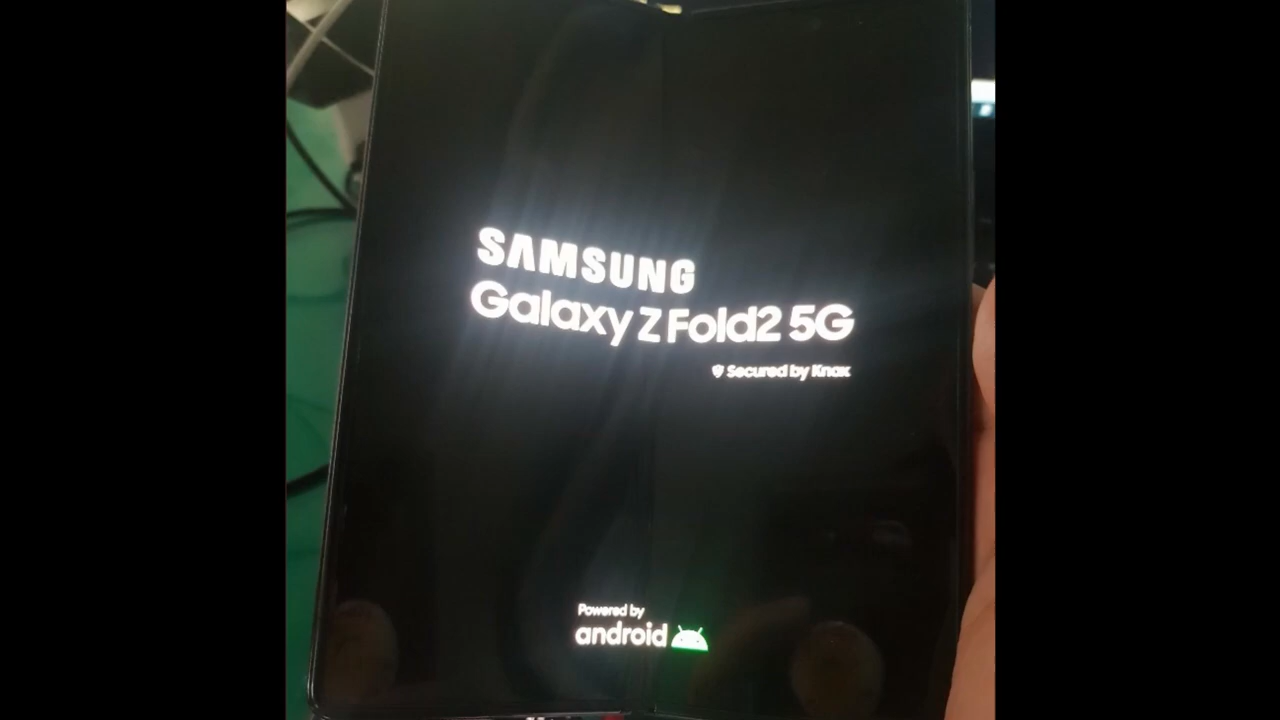 SAMSUNG
Galaxy Z Fold2 5G
Secured by Knox
Powered by
android